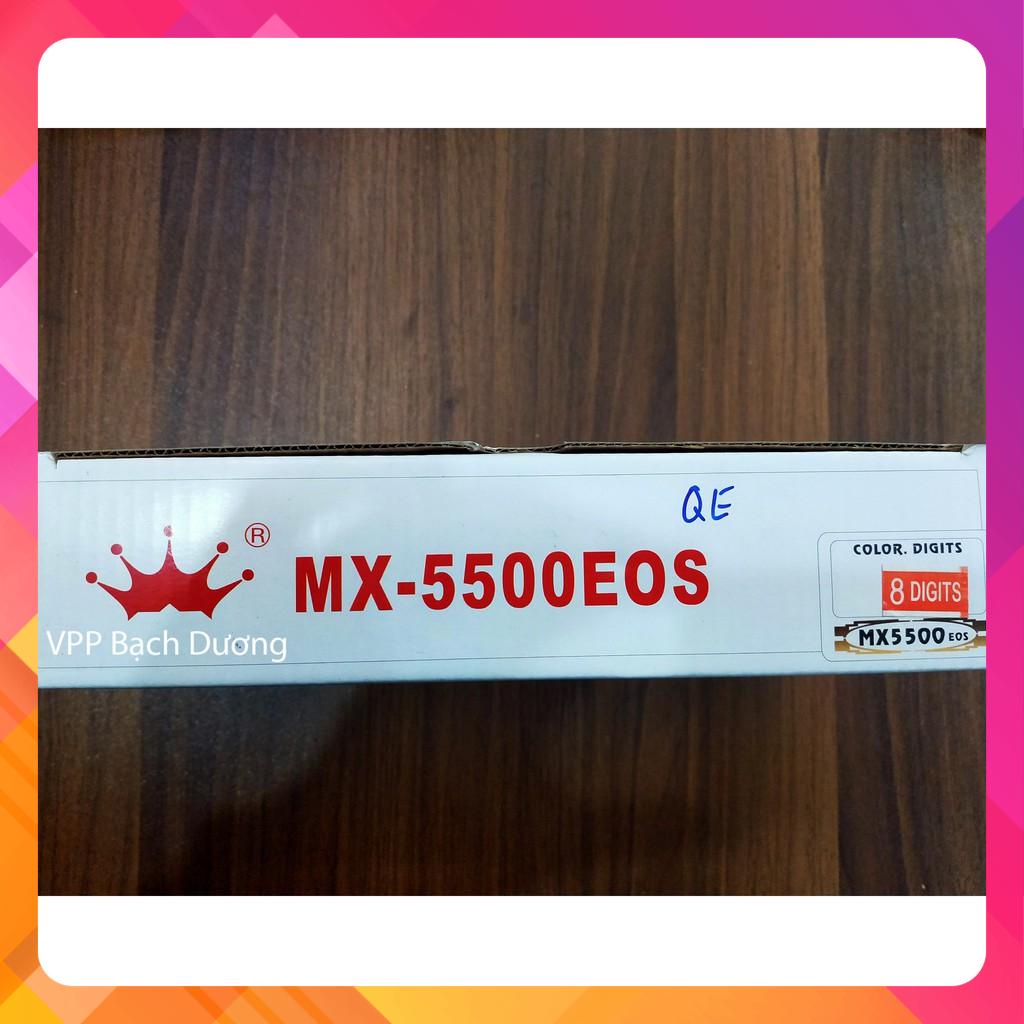 QE
®
MX-5500EOS
COLOR. DIGITS
8 DIGITS
MX5500 EOS
VPP Bạch Dương